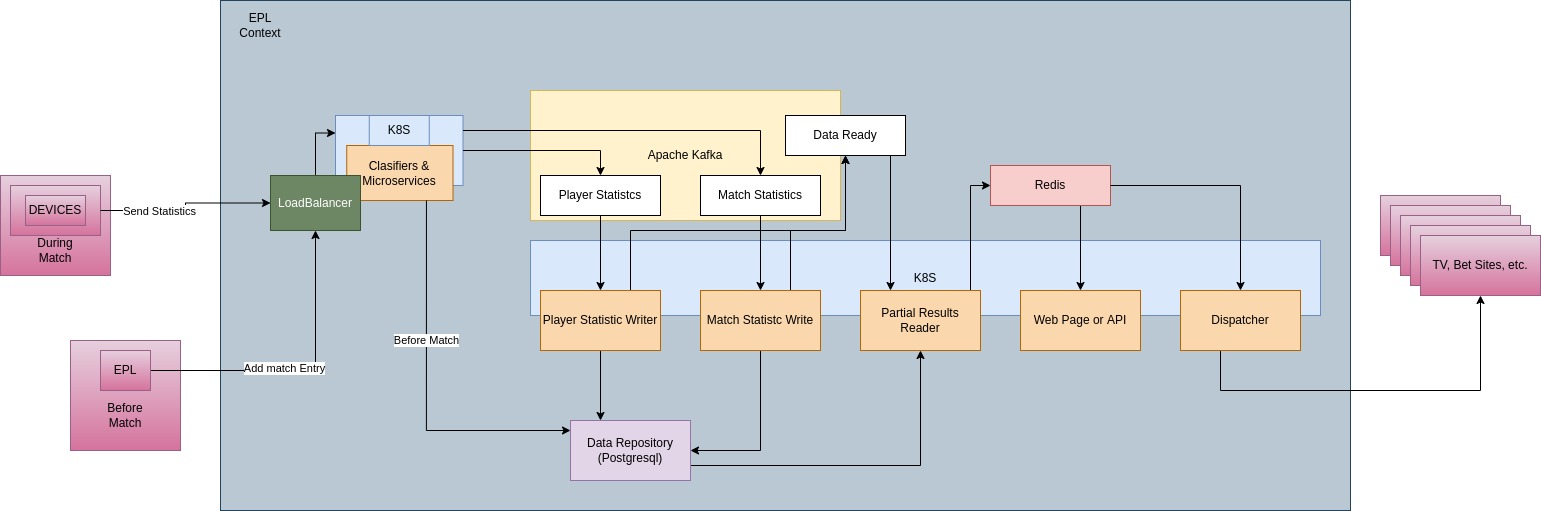 EPL
Context
K8S
Clasifiers &
Microservices
LoadBalancer
Apache Kafka
Data Ready
Player Statistcs
Match Statistics
Redis
DEVICES
During
Match
Send Statistics
TV, Bet Sites, etc.
K8S
Player Statistic Writer
Match Statistc Write
Partial Results
Reader
Web Page or API
Dispatcher
Before Match
EPL
Before
Match
Add match Entry
Data Repository
(Postgresql)